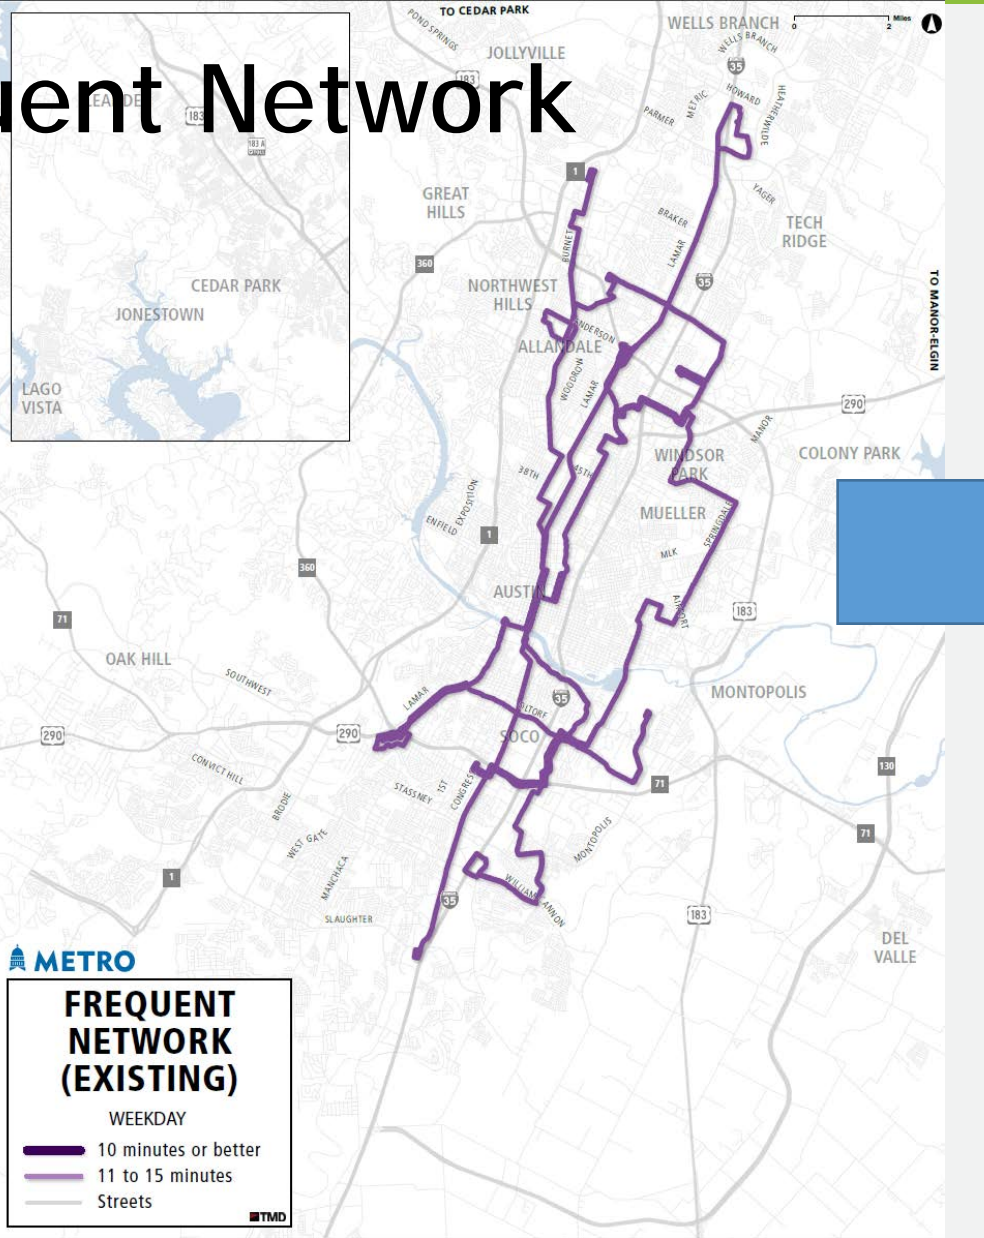 TO CEDAR PARK
WELLS BRANCH
0 2 Miles
POND SPRINGS
JOLLYVILLE
WELLS BRANCH
35
183
uent Network
LEANDER
183
183 A
METRIC
HOWARD
HEATHERWILDE
PARMER
1
GREAT
HILLS
YAGER
BRAKER
TECH
RIDGE
BURNET
LAMAR
360
35
TO MANOR-ELGIN
CEDAR PARK
NORTHWEST
HILLS
JONESTOWN
ANDERSON
ALLANDALE
WOODROW
LAMAR
LAGO
VISTA
290
MANOR
WINDSOR
PARK
COLONY PARK
38TH
45TH
EXPOSITION
ENFIELD
MUELLER
SPRINGDALE
1
MLK
360
AUSTIN
AIRPORT
183
71
OAK HILL
SOUTHWEST
LAMAR
35
MONTOPOLIS
OLTORF
290
290
SOCO
CONVICT HILL
130
71
STASSNEY
1ST
CONGRESS
BRODIE
WEST GATE
MONTOPOLIS
71
MANCHACA
1
WILLIAM CANNON
35
SLAUGHTER
183
DEL
VALLE
METRO
FREQUENT
NETWORK
(EXISTING)
WEEKDAY
10 minutes or better
11 to 15 minutes
Streets
TMD